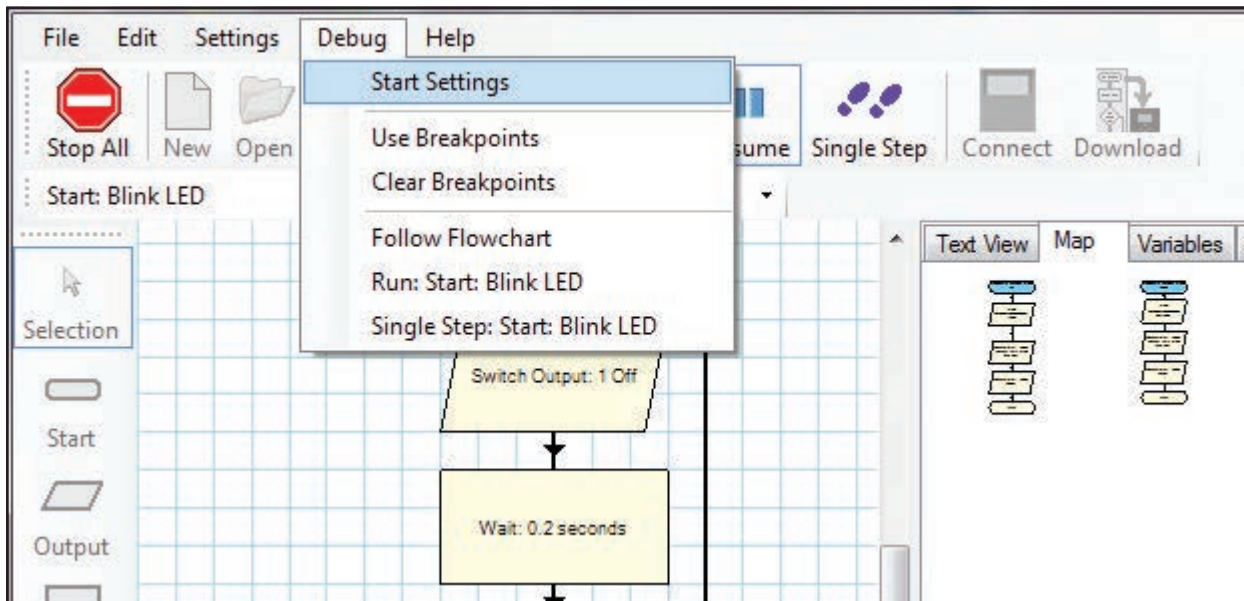 File Edit Settings Debug Help
Start Settings
Use Breakpoints
Clear Breakpoints
Follow Flowchart
Run: Start: Blink LED
Single Step: Start: Blink LED
Stop All New Open sume Single Step Connect Download
Start: Blink LED
Selection
Start
Output
Switch Output: 1 Off
Wait: 0.2 seconds
Text View Map Variables